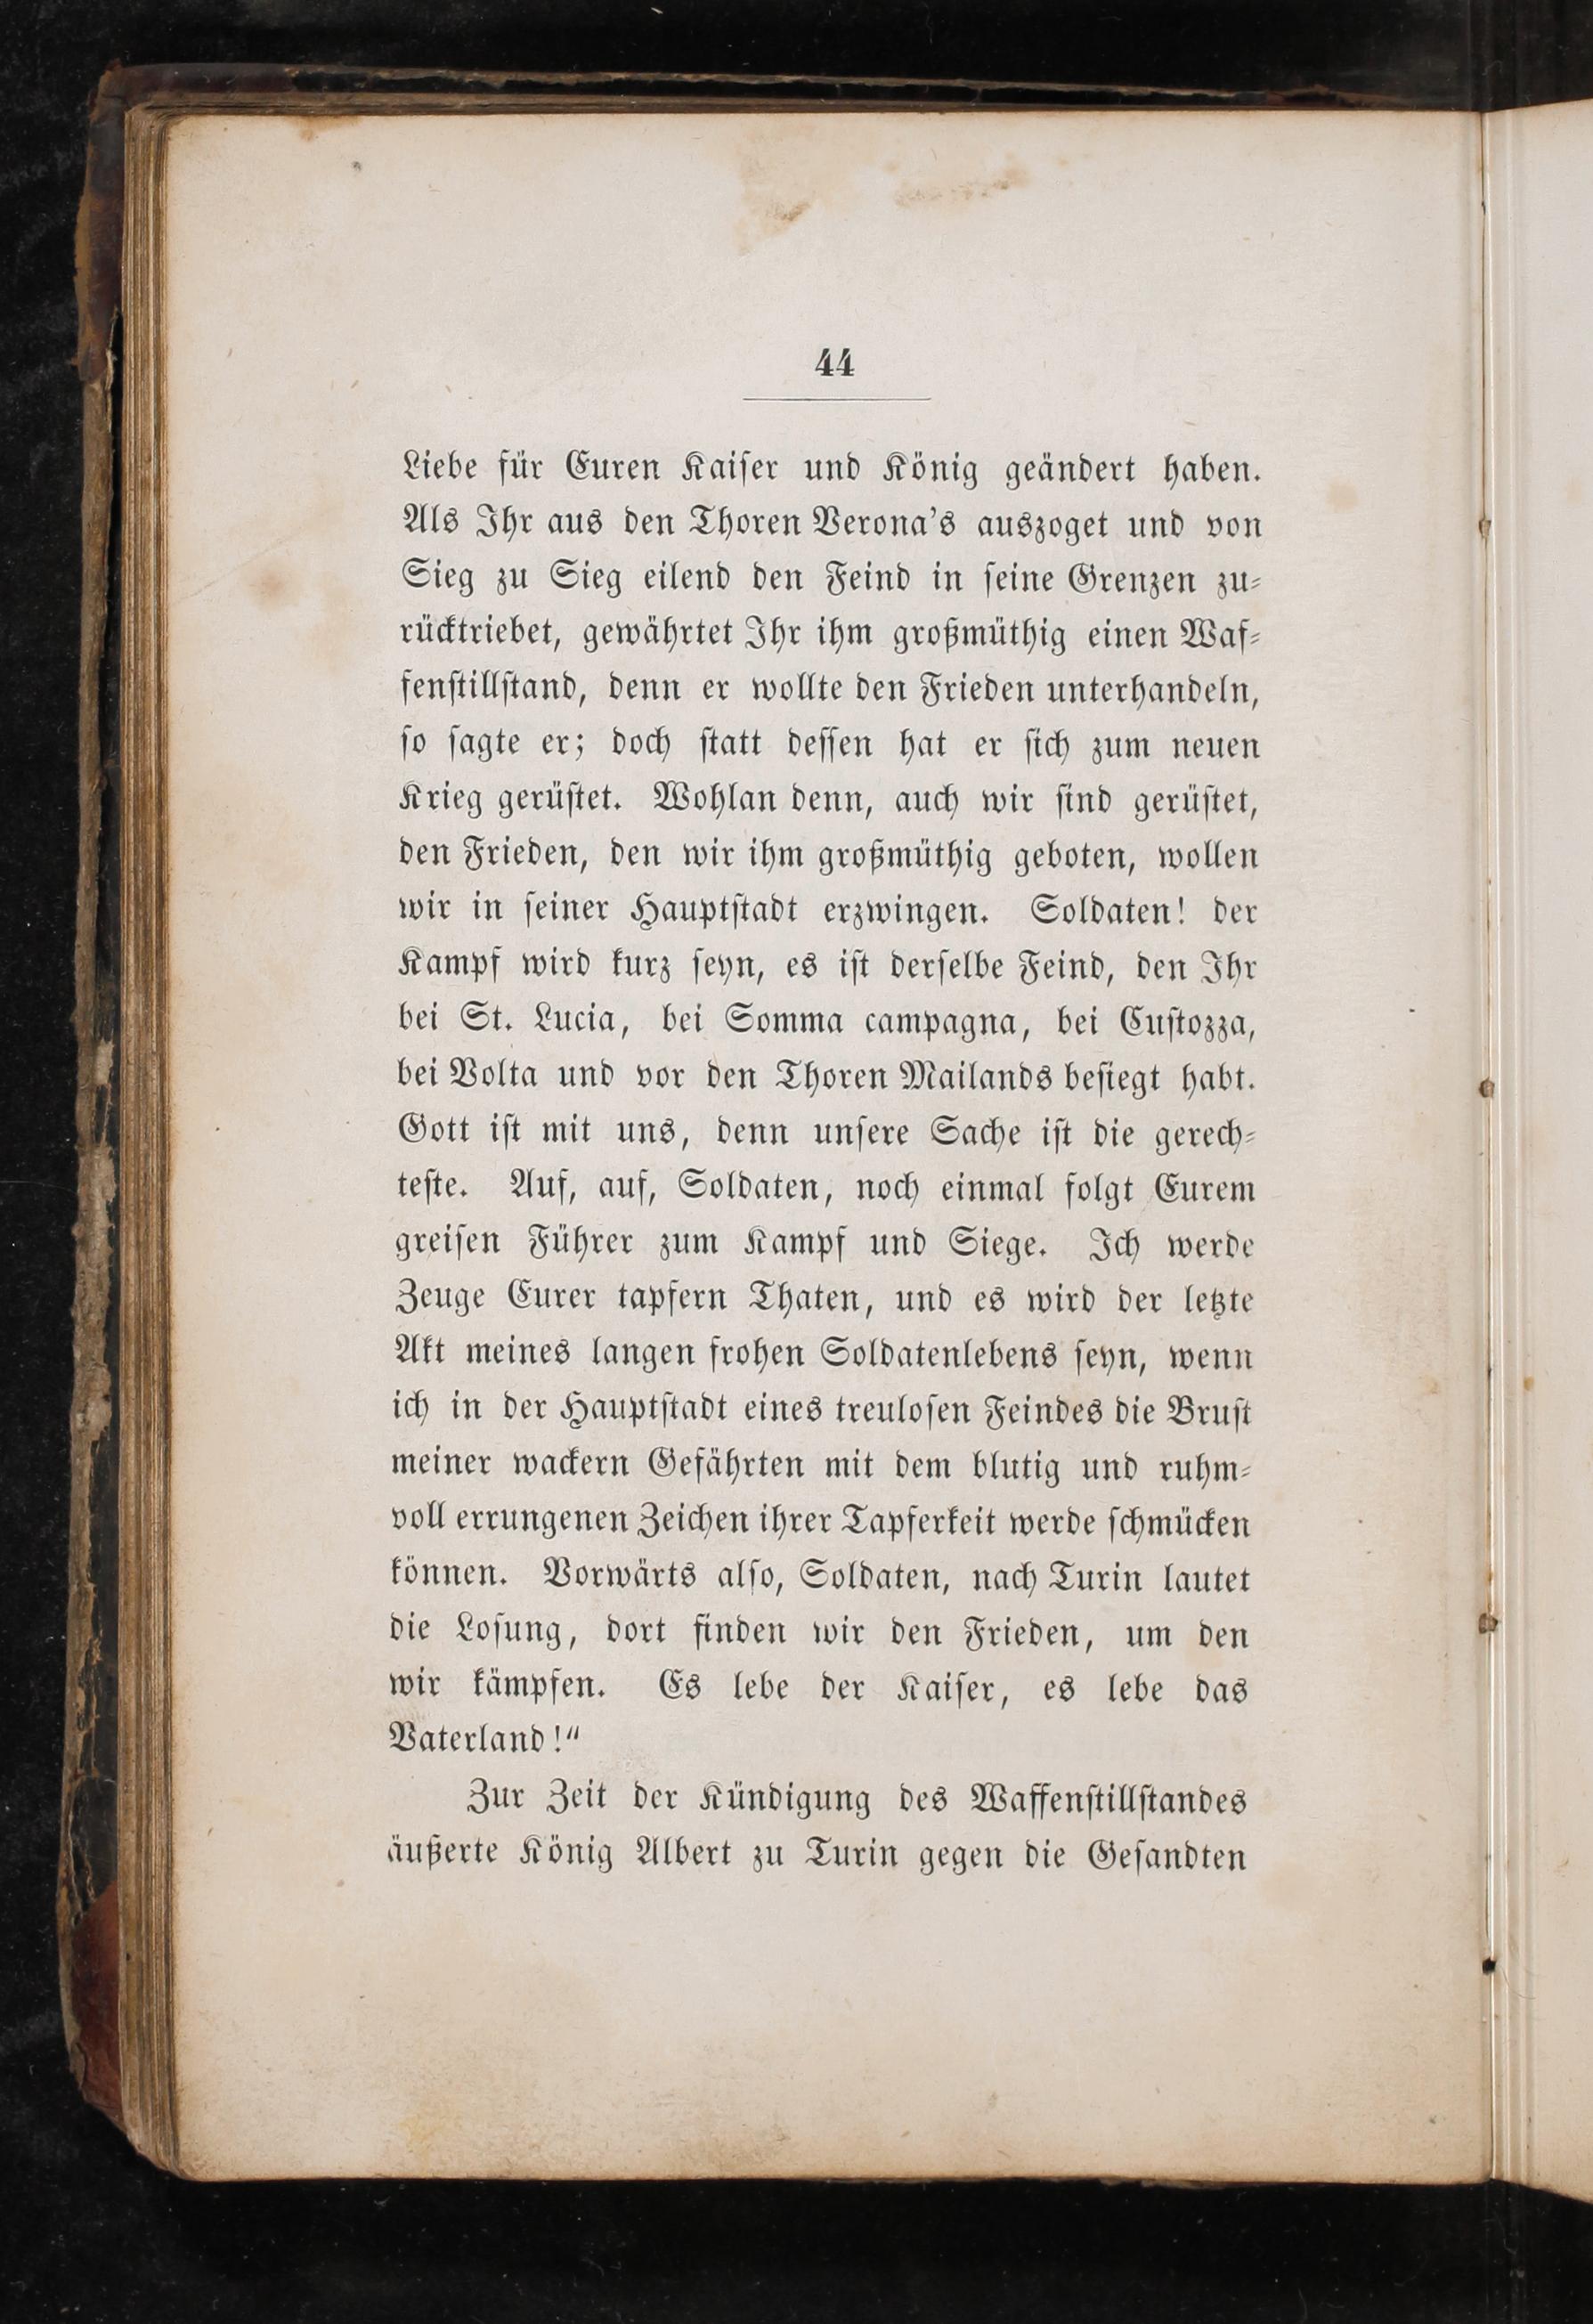 44
Liebe für Euren Kaiſer und König geändert haben.
Als Ihr aus den Thoren Verona’s auszoget und von
Sieg zu Sieg eilend den Feind in ſeine Grenzen zu⸗
rücktriebet, gewährtet Ihr ihm großmüthig einen Waf⸗
fenſtillſtand, denn er wollte den Frieden unterhandeln,
ſo ſagte er; doch ſtatt deſſen hat er ſich zum neuen
Krieg gerüſtet. Wohlan denn, auch wir ſind gerüſtet,
den Frieden, den wir ihm großmüthig geboten, wollen
wir in ſeiner Hauptſtadt erzwingen. Soldaten! der
Kampf wird kurz ſeyn, es iſt derſelbe Feind, den Ihr
bei St. Lucia, bei Somma campagna, bei Cuſtozza,
bei Volta und vor den Thoren Mailands beſiegt habt.
Gott iſt mit uns, denn unſere Sache iſt die gerech⸗
teſte. Auf, auf, Soldaten, noch einmal folgt Eurem
greiſen Führer zum Kampf und Siege. Ich werde
Zeuge Eurer tapfern Thaten, und es wird der letzte
Akt meines langen frohen Soldatenlebens ſeyn, wenn
ich in der Hauptſtadt eines treuloſen Feindes die Bruſt
meiner wackern Gefährten mit dem blutig und ruhm⸗
voll errungenen Zeichen ihrer Tapferkeit werde ſchmücken
können. Vorwärts alſo, Soldaten, nach Turin lautet
die Loſung, dort finden wir den Frieden, um den
wir kämpfen. Es lebe der Kaiſer, es lebe das
Vaterland!“
Zur Zeit der Kündigung des Waffenſtillſtandes
äußerte König Albert zu Turin gegen die Geſandten